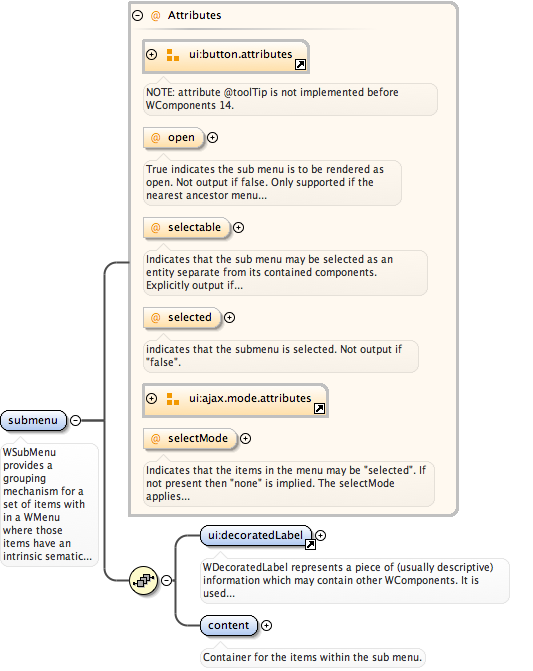 @ Attributes
ui:button.attributes
NOTE: attribute @toolTip is not implemented before
WComponents 14.
@ open
True indicates the sub menu is to be rendered as
open. Not output if false. Only supported if the
nearest ancestor menu...
@ selectable
Indicates that the sub menu may be selected as an
entity separate from its contained components.
Explicitly output if...
@ selected
indicates that the submenu is selected. Not output if
"false".
ui:ajax.mode.attributes
@ selectMode
Indicates that the items in the menu may be "selected". If
not present then "none" is implied. The selectMode
applies...
submenu
WSubMenu
provides a
grouping
mechanism for a
set of items with
in a WMenu
where those
items have an
intrinsic sematic...
ui:decoratedLabel
WDecoratedLabel represents a piece of (usually descriptive)
information which may contain other WComponents. It is
used...
content
Container for the items within the sub menu.